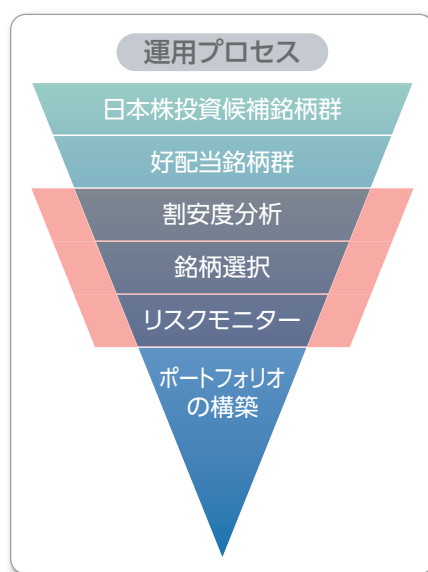 運用プロセス
日本株投資候補銘柄群
好配当銘柄群
割安度分析
銘柄選択
リスクモニター
ポートフォリオ
の構築